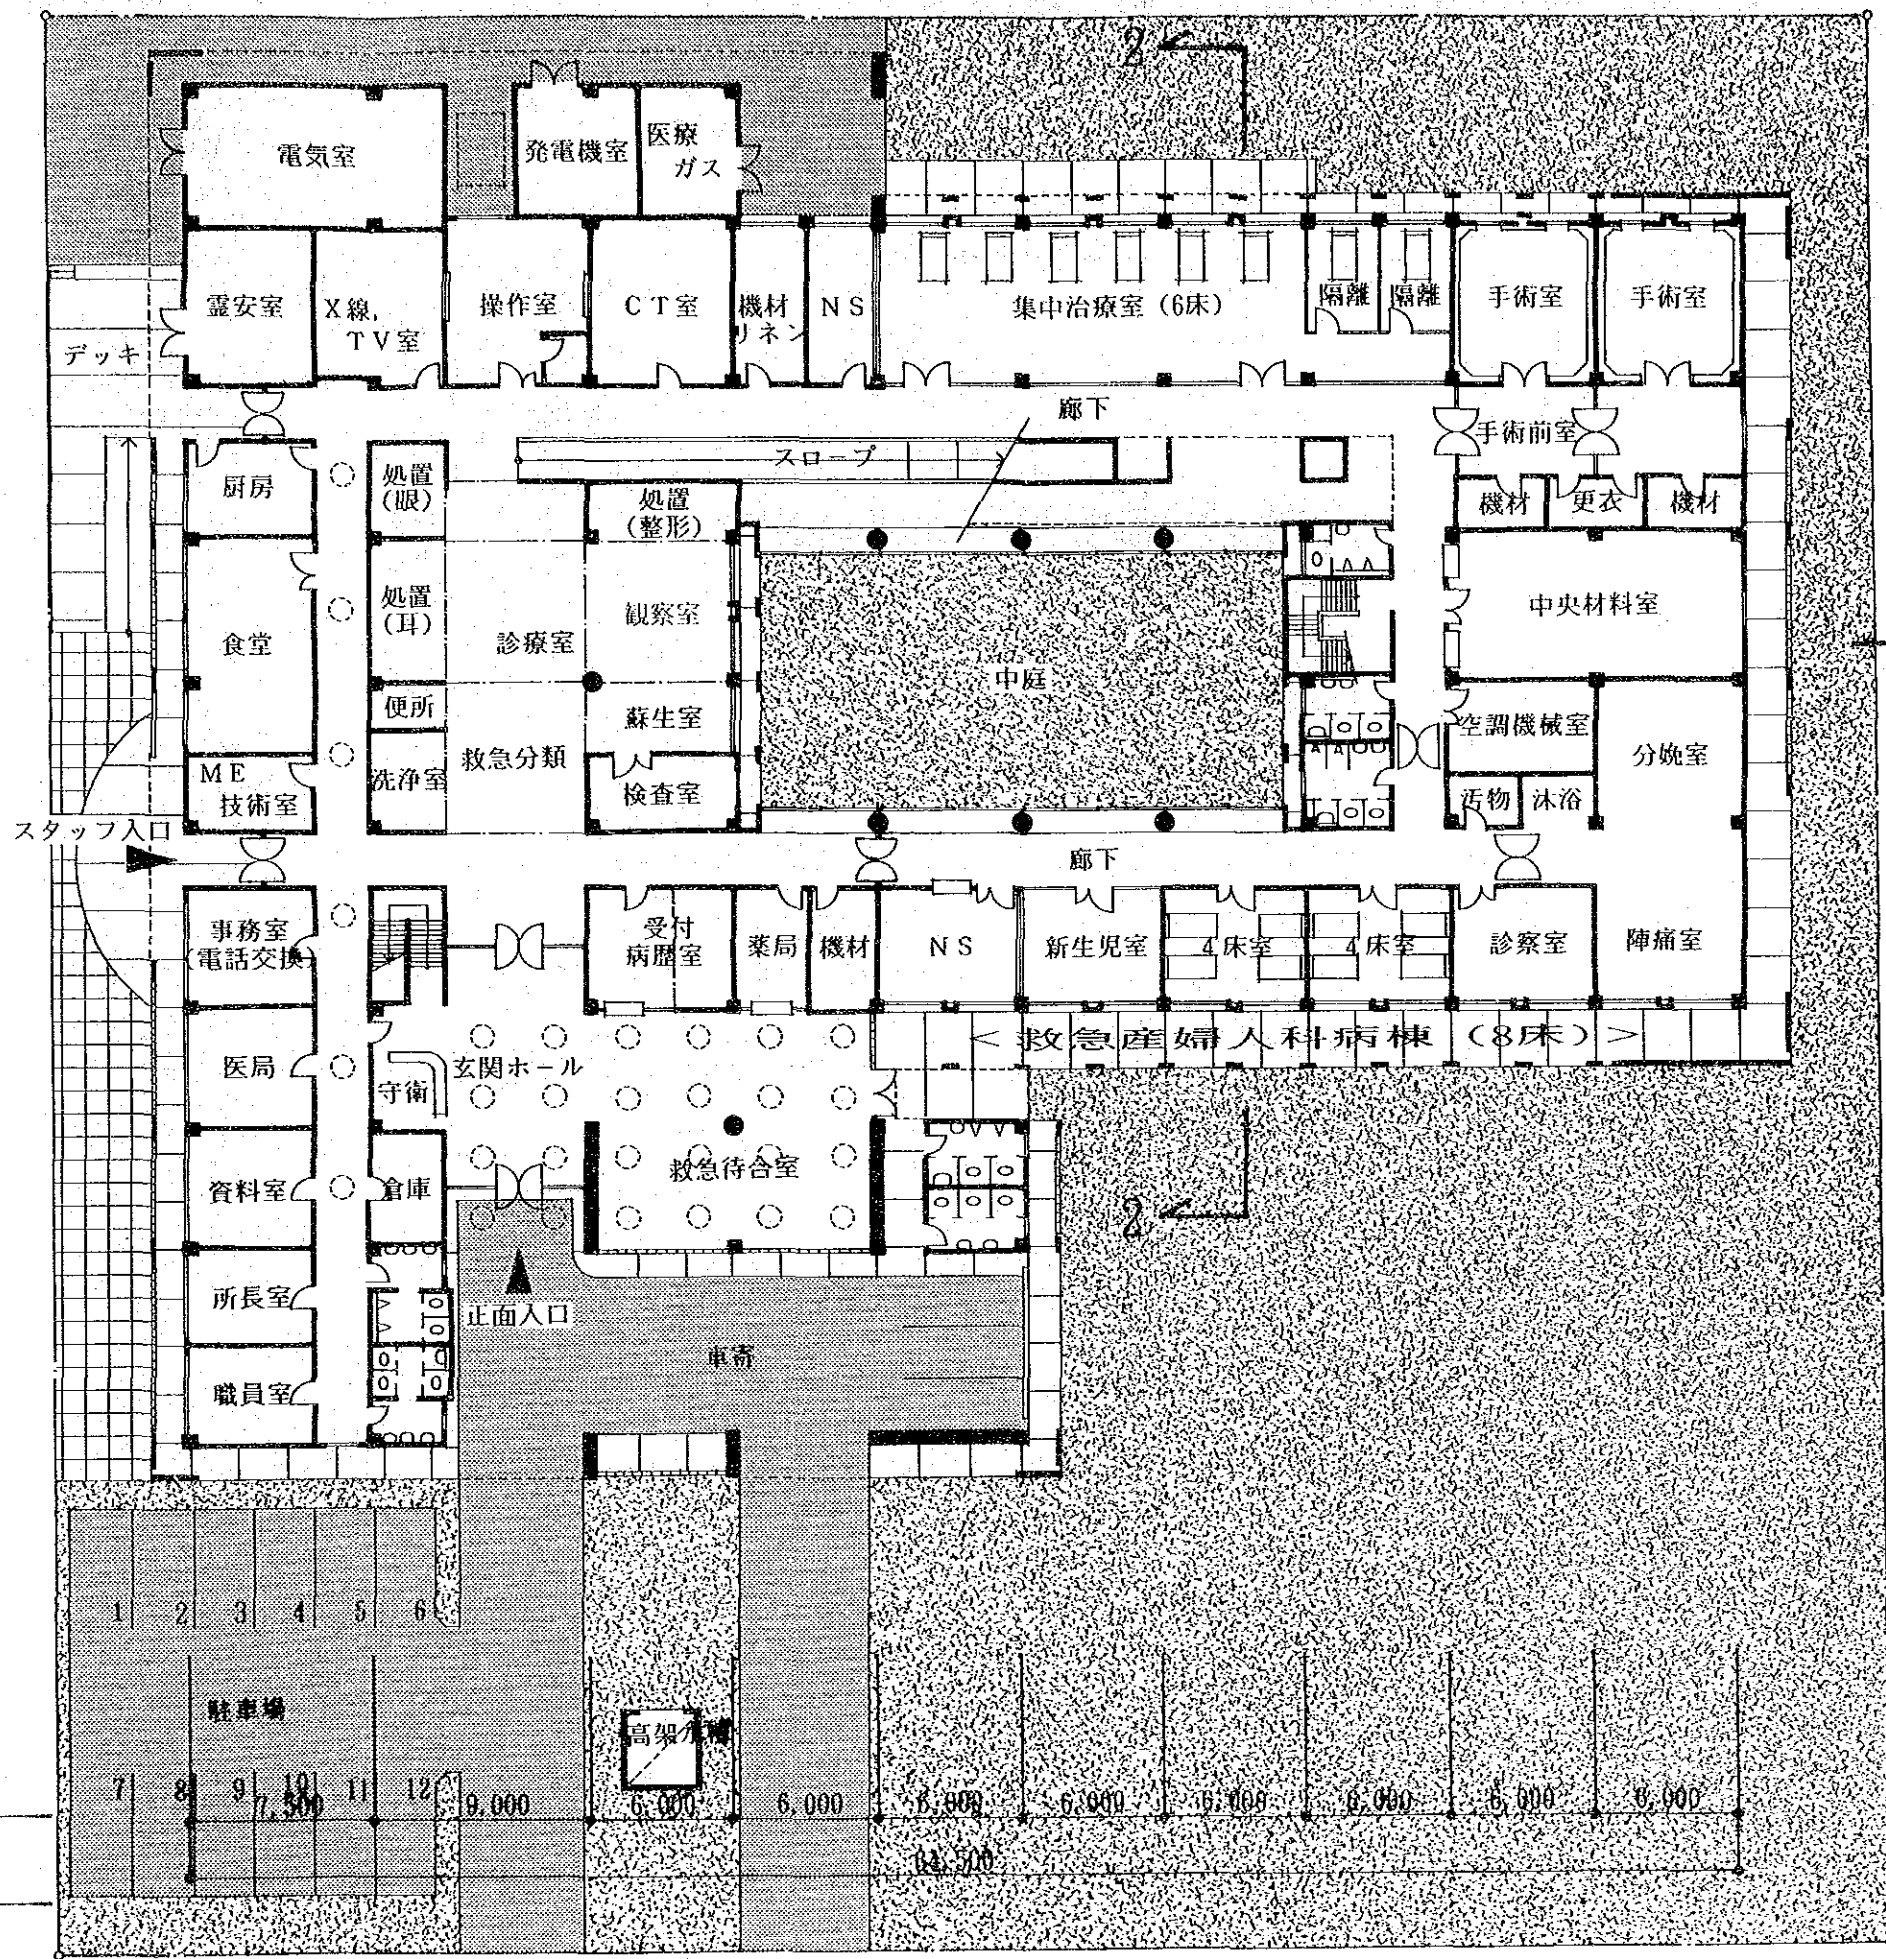 2
電気室
発電機室
医療
ガス
霊安室
X線,
TV室
操作室
CT室
機材
リネン
NS
集中治療室（6床）
隔離
隔離
手術室
手術室
デッキ
廊下
手術前室
スロープ
厨房
処置
(眼)
処置
(整形)
機材
更衣
機材
食堂
処置
(耳)
診療室
観察室
中央材料室
中庭
便所
蘇生室
空調機械室
分娩室
ME
技術室
洗浄室
救急分類
検査室
汚物
沐浴
スタッフ入口
廊下
事務室
(電話交換)
受付
病歴室
薬局
機材
NS
新生児室
4床室
4床室
診察室
陣痛室
＜救急産婦人科病棟（8床）＞
医局
守衛
玄関ホール
資料室
倉庫
救急待合室
2
所長室
正面入口
車寄
職員室
1
2
3
4
5
6
駐車場
高架水槽
7
8
9
10
11
12
7,500
9,000
6,000
6,000
6,000
6,000
6,000
6,000
6,000
6,000
64,500